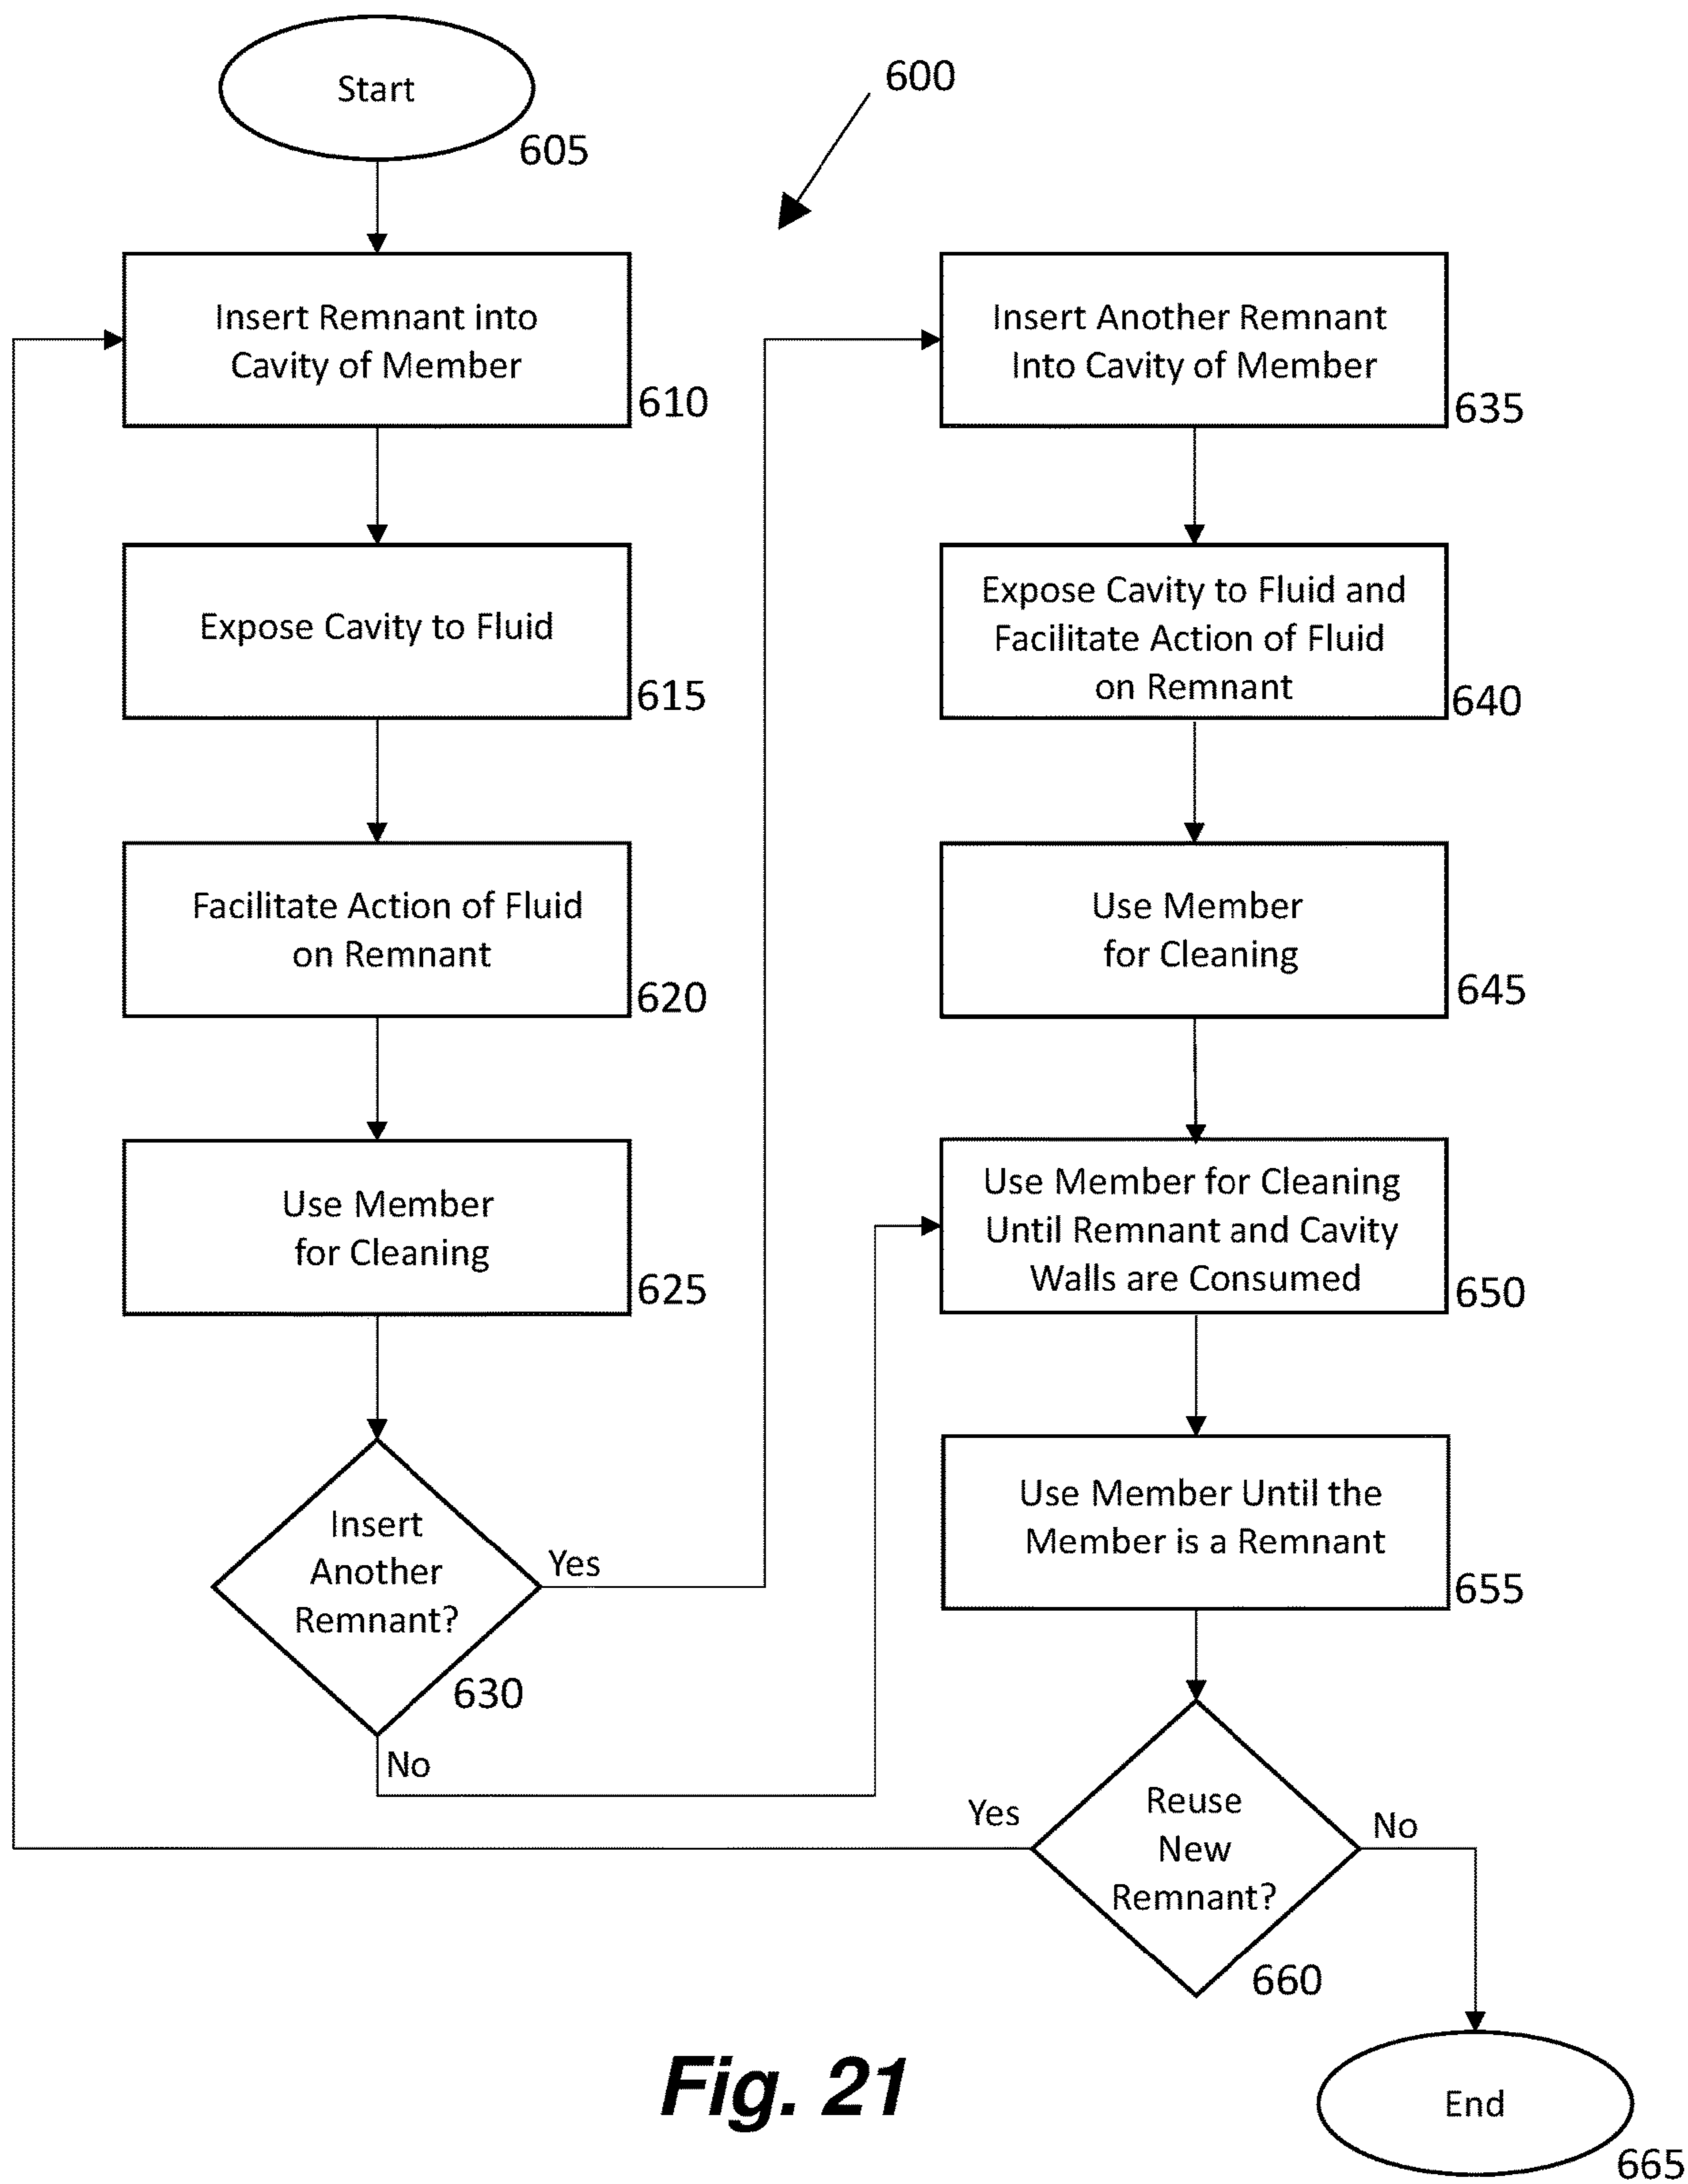 Start
605
600
Insert Remnant into
Cavity of Member
610
Expose Cavity to Fluid
615
Facilitate Action of Fluid
on Remnant
620
Use Member
for Cleaning
625
Insert
Another
Remnant?
630
Yes
No
Insert Another Remnant
Into Cavity of Member
635
Expose Cavity to Fluid and
Facilitate Action of Fluid
on Remnant
640
Use Member
for Cleaning
645
Use Member for Cleaning
Until Remnant and Cavity
Walls are Consumed
650
Use Member Until the
Member is a Remnant
655
Reuse
New
Remnant?
660
Yes
No
End
665
Fig. 21